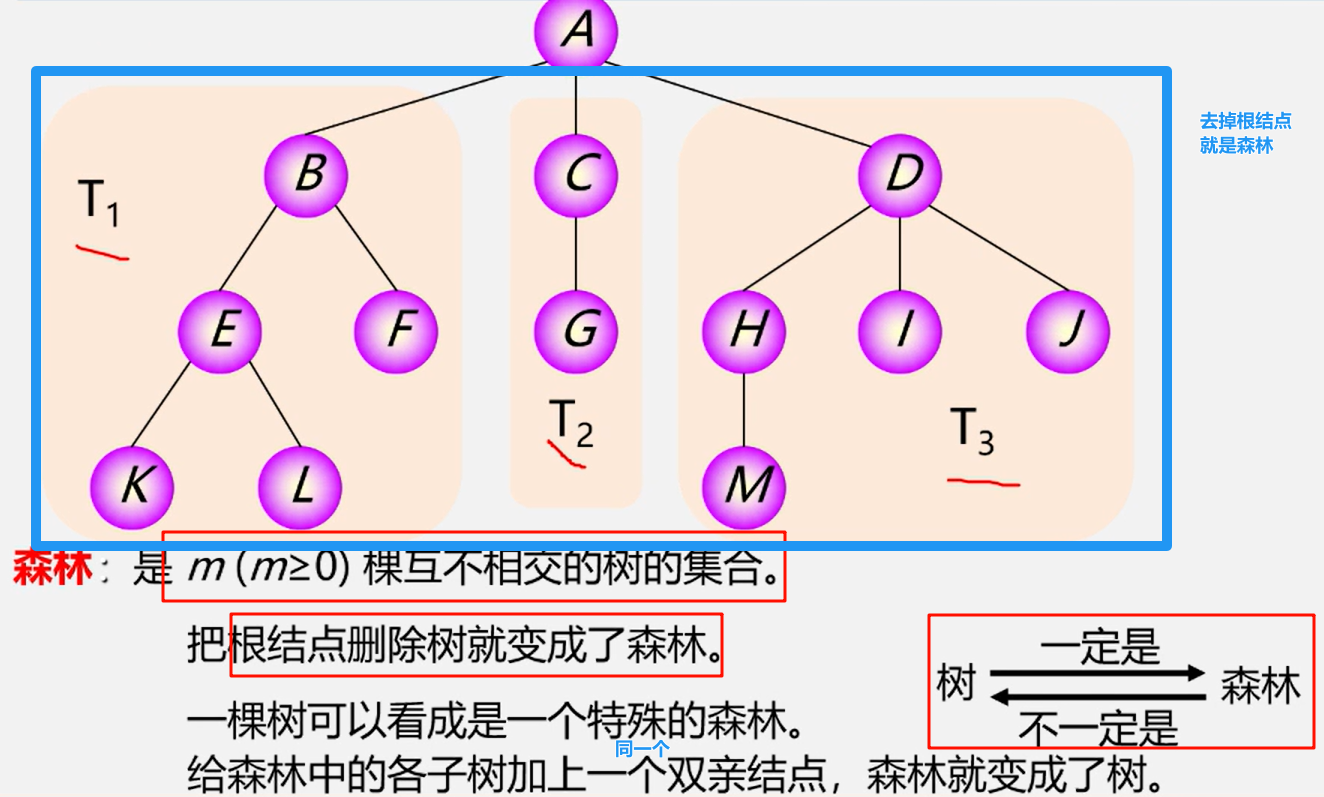 A
去掉根结点
就是森林
B C D
T1
E F G H I J
T2 T3
K L M
森林：是 m (m≥0) 棵互不相交的树的集合。
把根结点删除树就变成了森林。
一定是
树 森林
不一定是
一棵树可以看成是一个特殊的森林。
同一个
给森林中的各子树加上一个双亲结点，森林就变成了树。